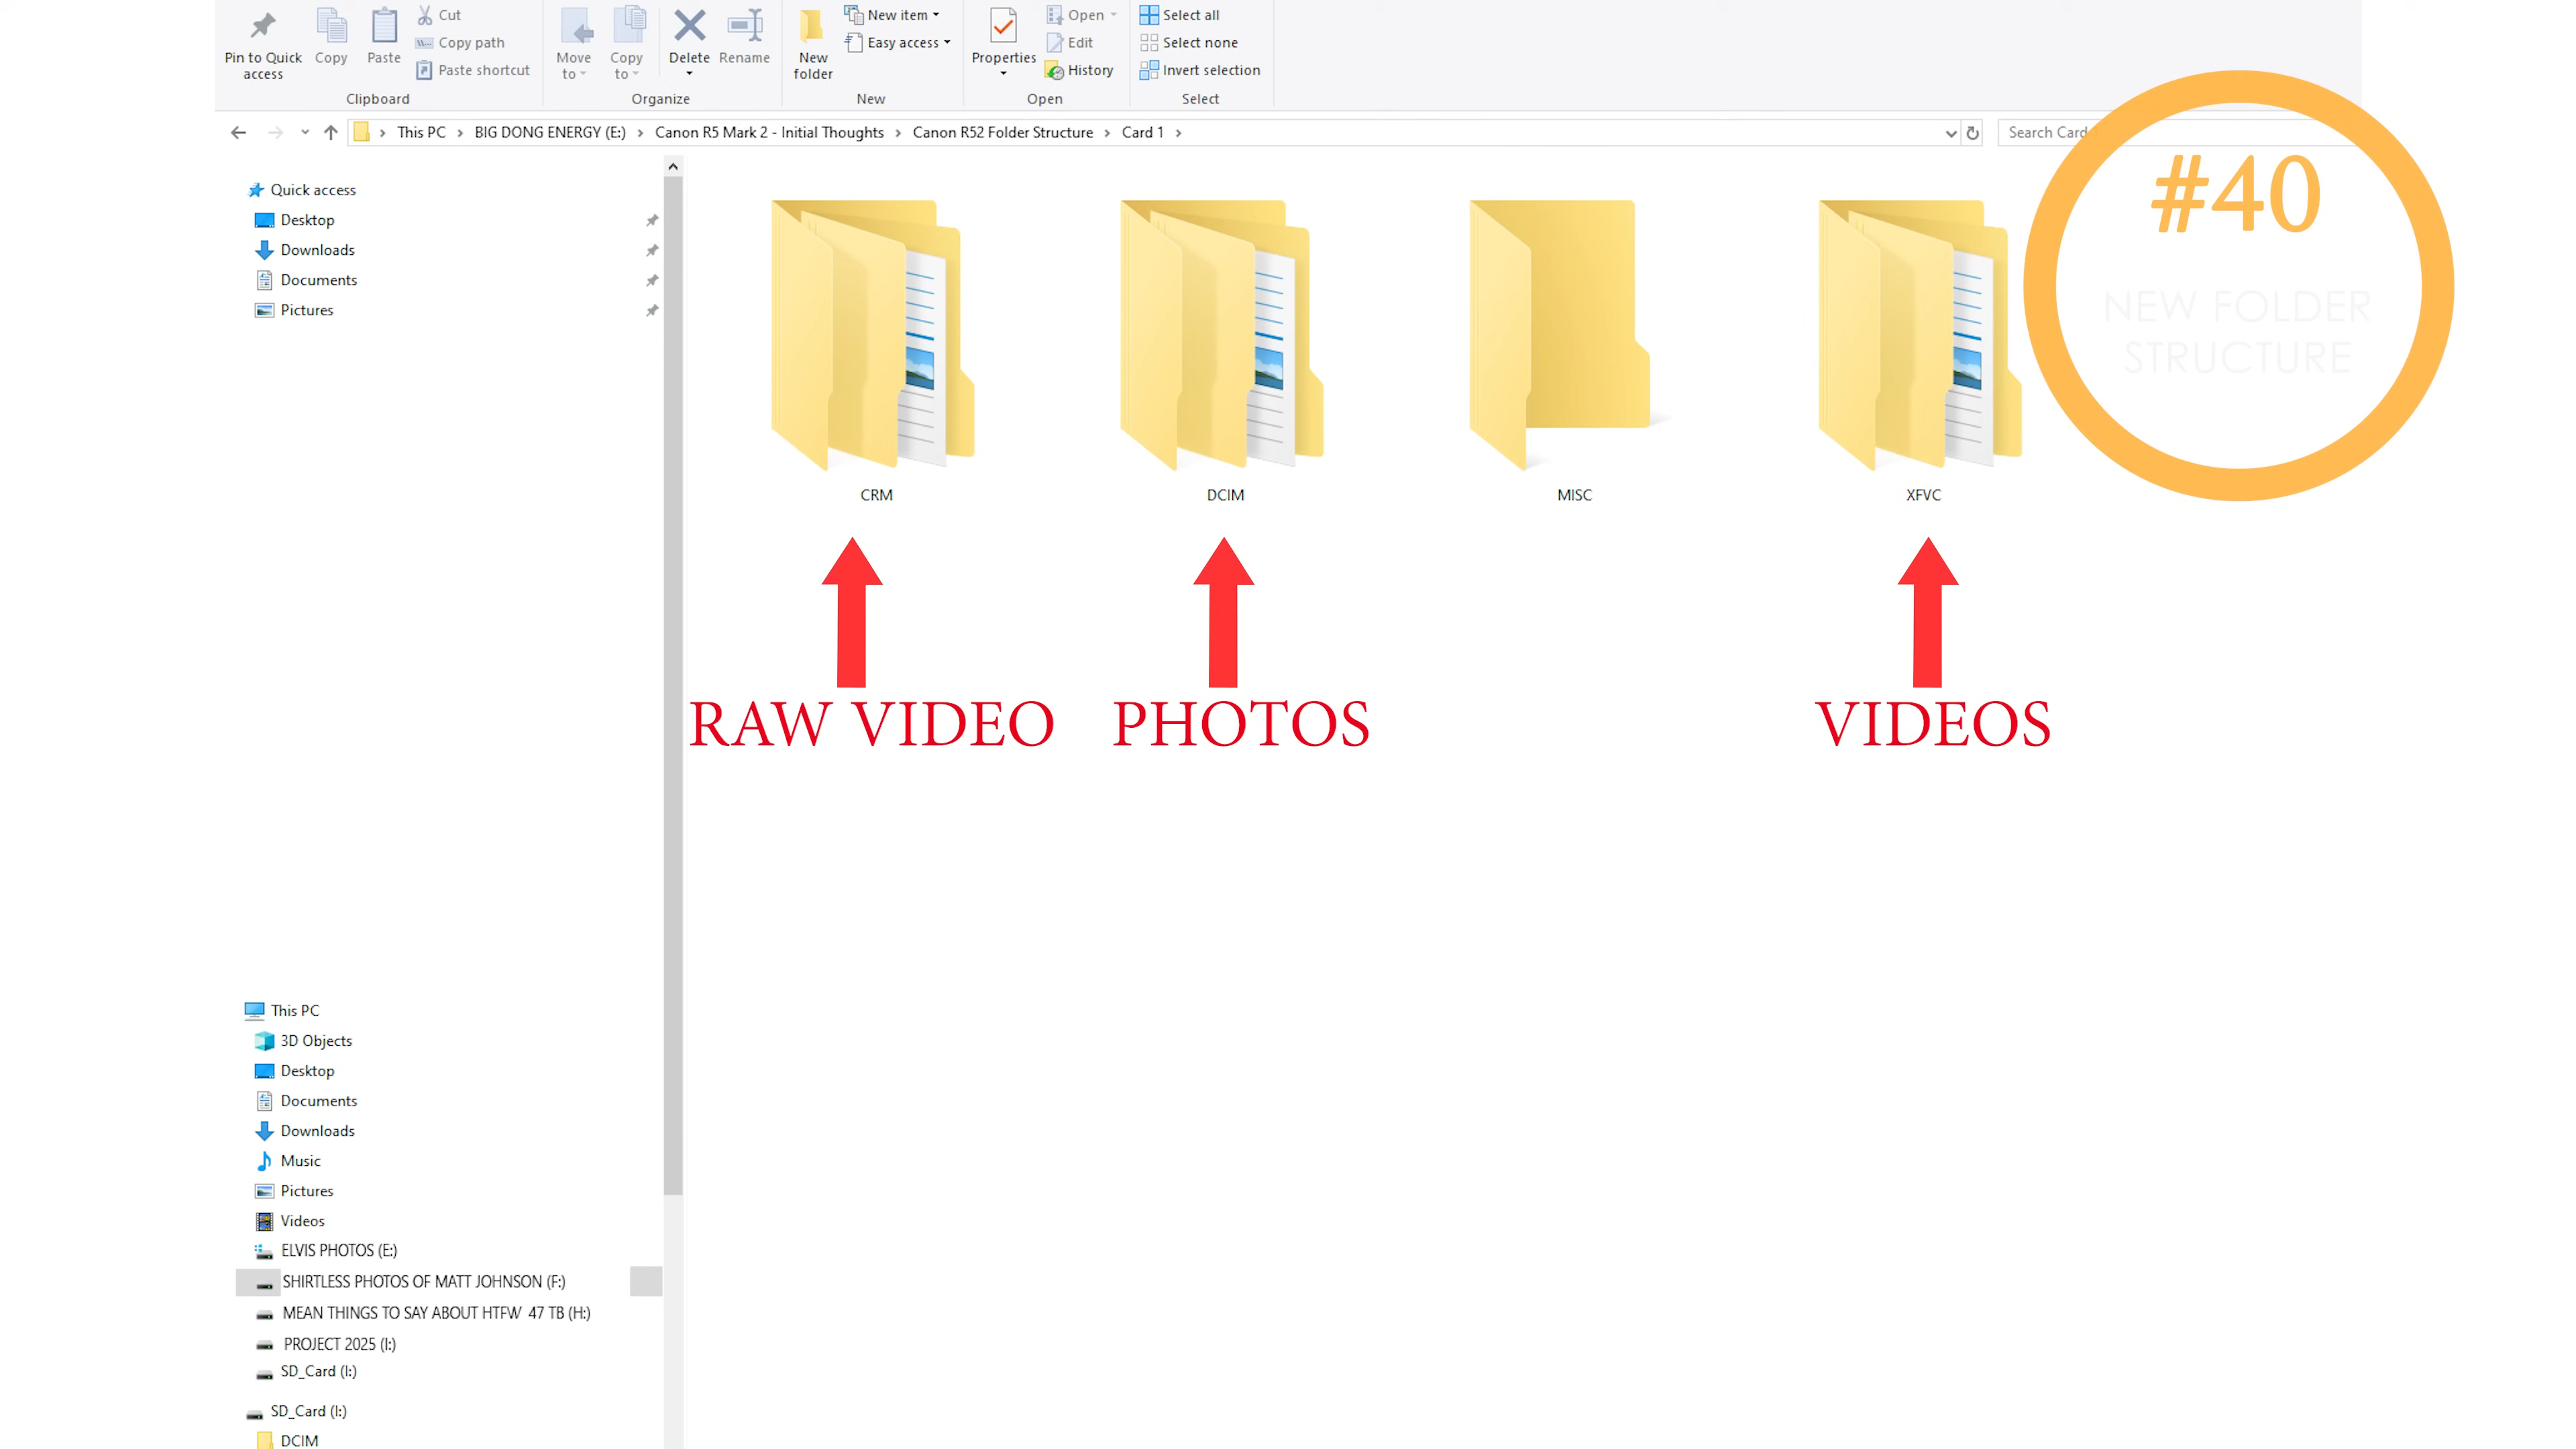 Pin to Quick access
Copy
Paste
Cut
Copy path
Paste shortcut
Clipboard
Move to
Copy to
Delete
Rename
Organize
New folder
New item
Easy access
New
Properties
Open
Edit
History
Open
Select all
Select none
Invert selection
Select
This PC > BIG DONG ENERGY (E:) > Canon R5 Mark 2 - Initial Thoughts > Canon R52 Folder Structure > Card 1 >
Search Card
#40
NEW FOLDER
STRUCTURE
Quick access
Desktop
Downloads
Documents
Pictures
CRM
DCIM
MISC
XFVC
RAW VIDEO
PHOTOS
VIDEOS
This PC
3D Objects
Desktop
Documents
Downloads
Music
Pictures
Videos
ELVIS PHOTOS (E:)
SHIRTLESS PHOTOS OF MATT JOHNSON (F:)
MEAN THINGS TO SAY ABOUT HTFW 47 TB (H:)
PROJECT 2025 (I:)
SD_Card (I:)
SD_Card (I:)
DCIM